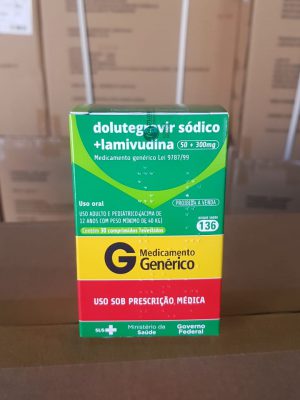 dolutegravir sódico
+lamivudina 50 + 300mg
Medicamento genérico Lei 9787/99
Uso oral
PROIBIDA A VENDA
USO ADULTO E PEDIÁTRICO (ACIMA DE
12 ANOS COM PESO MÍNIMO DE 40 KG)
Contém 30 comprimidos revestidos
DISQUE SAÚDE
136
G Medicamento
Genérico
USO SOB PRESCRIÇÃO MÉDICA
SUS
Ministério da
Saúde
Governo
Federal